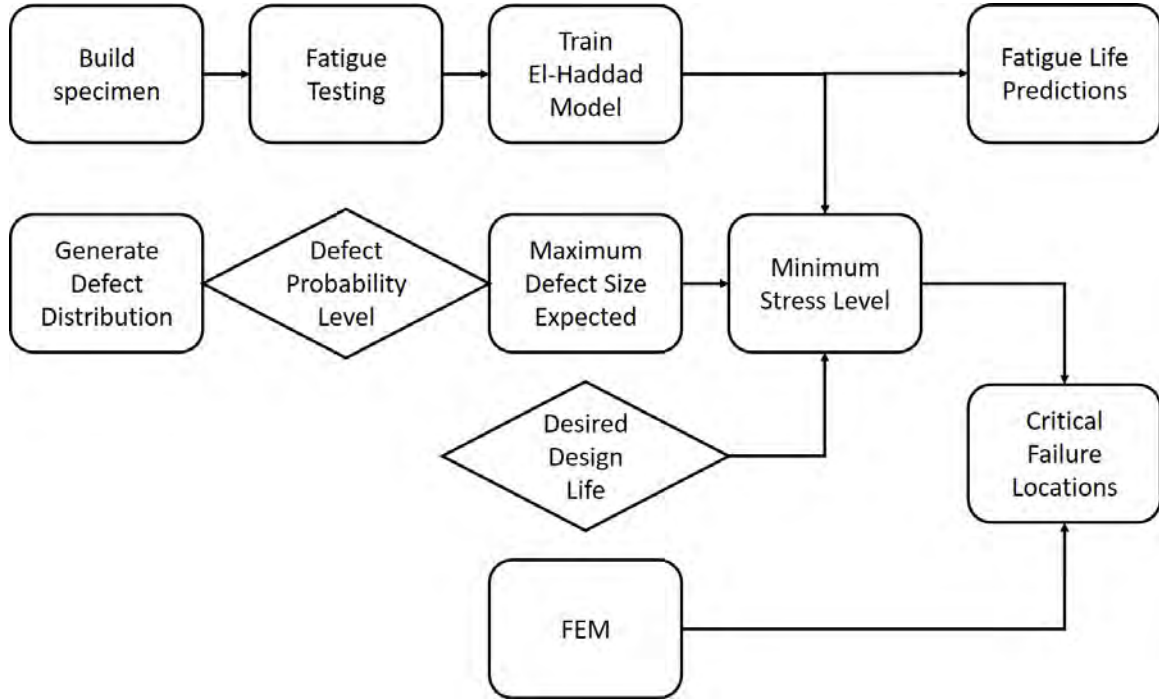 Build
specimen
Fatigue
Testing
Train
El-Haddad
Model
Fatigue Life
Predictions
Generate
Defect
Distribution
Defect
Probability
Level
Maximum
Defect Size
Expected
Minimum
Stress Level
Desired
Design
Life
Critical
Failure
Locations
FEM